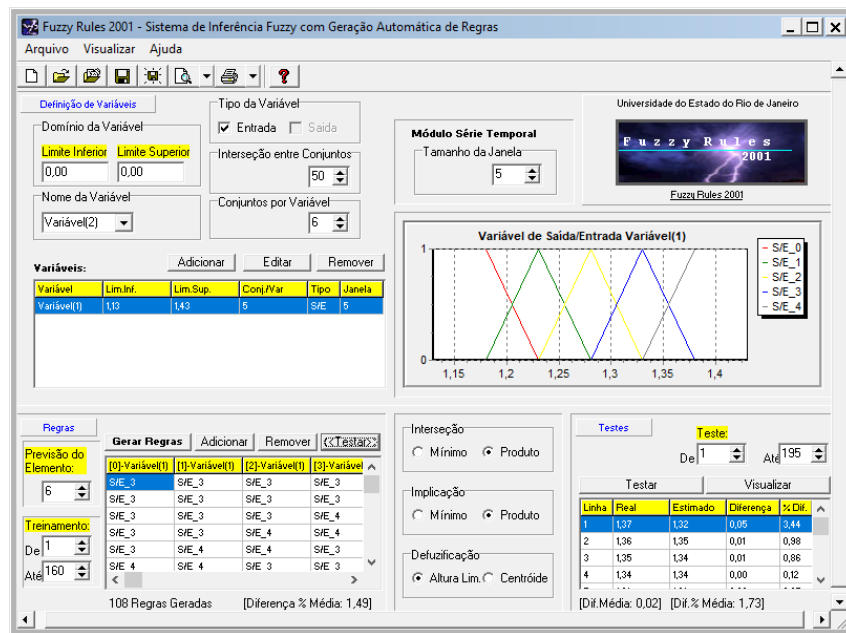 Fuzzy Rules 2001 - Sistema de Inferência Fuzzy com Geração Automática de Regras
Arquivo Visualizar Ajuda
Definição de Variáveis
Domínio da Variável
Limite Inferior Limite Superior
0,00 0,00
Nome da Variável
Variável(2)
Tipo da Variável
Entrada Saida
Interseção entre Conjuntos
50
Conjuntos por Variável
6
Módulo Série Temporal
Tamanho da Janela
5
Universidade do Estado do Rio de Janeiro
Fuzzy Rules
2001
Fuzzy Rules 2001
Variáveis: Adicionar Editar Remover
Variável Lim.Inf. Lim.Sup. Conj./Var Tipo Janela
Variável(1) 1,13 1,43 5 S/E 5
Variável de Saída/Entrada Variável(1)
1
0
1,15 1,2 1,25 1,3 1,35 1,4
S/E_0
S/E_1
S/E_2
S/E_3
S/E_4
Regras
Previsão do
Elemento:
6
Treinamento:
De 1
Até 160
Gerar Regras Adicionar Remover <<Testar>>
[0]-Variável(1) [1]-Variável(1) [2]-Variável(1) [3]-Variável
S/E_3 S/E_3 S/E_3 S/E_3
S/E_3 S/E_3 S/E_3 S/E_3
S/E_3 S/E_3 S/E_3 S/E_4
S/E_3 S/E_3 S/E_4 S/E_4
S/E_3 S/E_4 S/E_4 S/E_3
S/E_4 S/E_4 S/E_3 S/E_3
108 Regras Geradas [Diferença % Média: 1,49]
Interseção
Mínimo Produto
Implicação
Mínimo Produto
Defuzificação
Altura Lim. Centróide
Testes
Teste:
De 1 Até 195
Testar Visualizar
Linha Real Estimado Diferença % Dif.
1 1,37 1,32 0,05 3,44
2 1,36 1,35 0,01 0,98
3 1,35 1,34 0,01 0,86
4 1,34 1,34 0,00 0,12
[Dif.Média: 0,02] [Dif.% Média: 1,73]